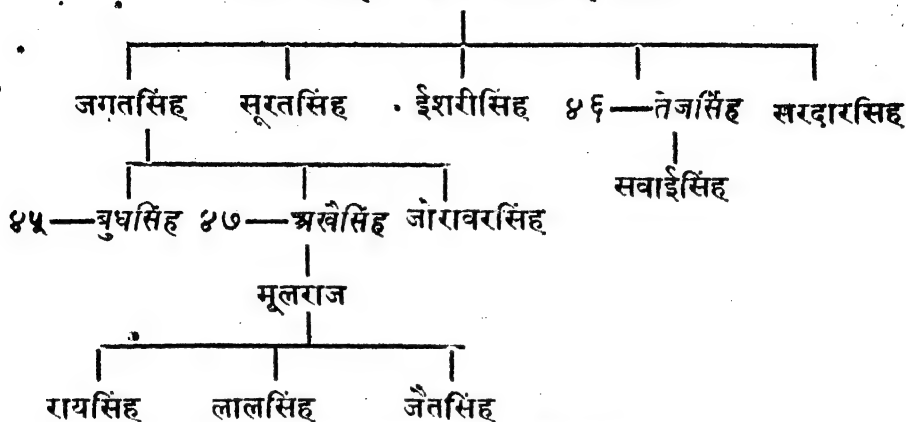 जगतसिंह सूरतसिंह ईशरीसिंह ४६—तेजसिंह सरदारसिह
सवाईसिंह
४५—बुधसिंह ४७—अखैसिंह जोरावरसिंह
मूलराज
रायसिंह लालसिंह जैतसिंह